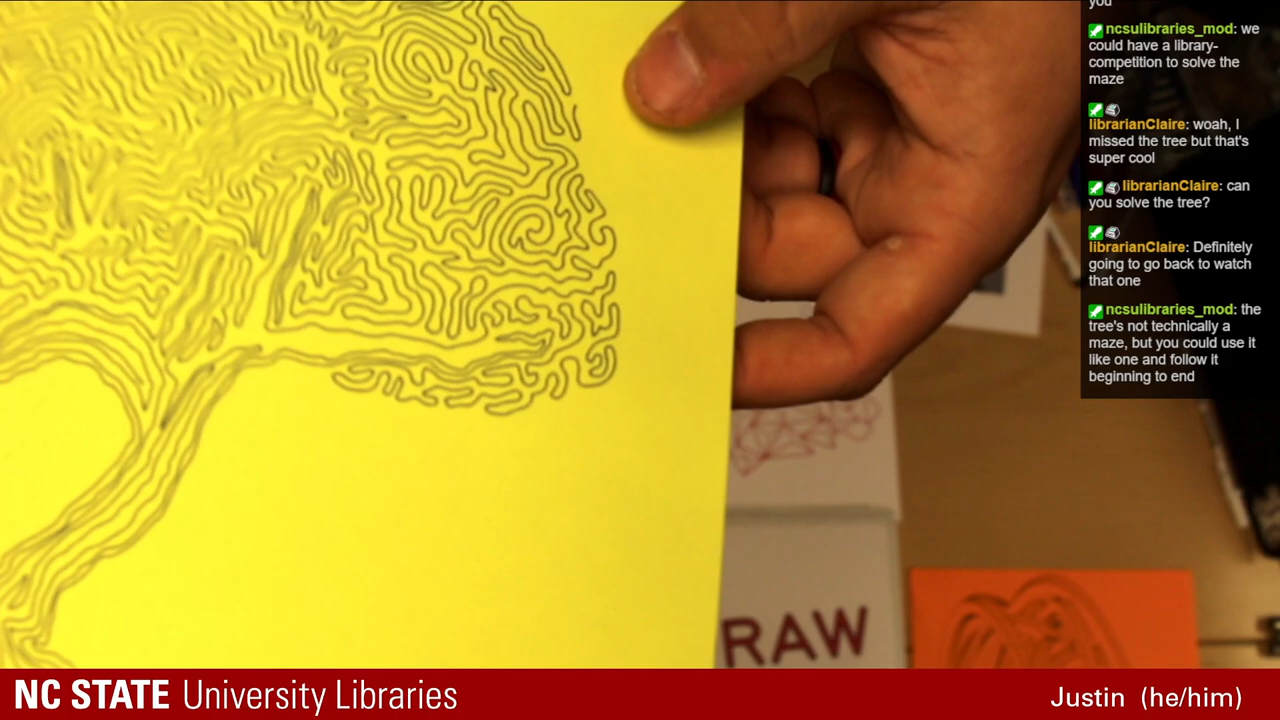 you
ncsulibraries_mod: we
could have a library-
competition to solve the
maze
librarianClaire: woah, I
missed the tree but that's
super cool
librarianClaire: can
you solve the tree?
librarianClaire: Definitely
going to go back to watch
that one
ncsulibraries_mod: the
tree's not technically a
maze, but you could use it
like one and follow it
beginning to end
RAW
NC STATE University Libraries
Justin (he/him)